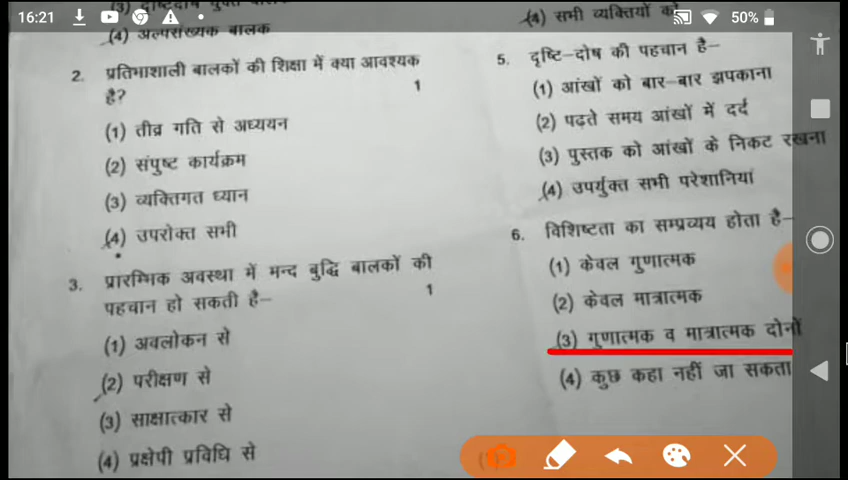 16:21
50%
(3) दृष्टिदोष युक्त
(4) अल्पसंख्यक बालक
2. प्रतिभाशाली बालकों की शिक्षा में क्या आवश्यक
है? 1
(1) तीव्र गति से अध्ययन
(2) संपुष्ट कार्यक्रम
(3) व्यक्तिगत ध्यान
(4) उपरोक्त सभी
3. प्रारम्भिक अवस्था में मन्द बुद्धि बालकों की
पहचान हो सकती है– 1
(1) अवलोकन से
(2) परीक्षण से
(3) साक्षात्कार से
(4) प्रक्षेपी प्रविधि से
(4) सभी व्यक्तियों को
5. दृष्टि–दोष की पहचान है–
(1) आंखों को बार–बार झपकाना
(2) पढ़ते समय आंखों में दर्द
(3) पुस्तक को आंखों के निकट रखना
(4) उपर्युक्त सभी परेशानियां
6. विशिष्टता का सम्प्रव्यय होता है–
(1) केवल गुणात्मक
(2) केवल मात्रात्मक
(3) गुणात्मक व मात्रात्मक दोनों
(4) कुछ कहा नहीं जा सकता